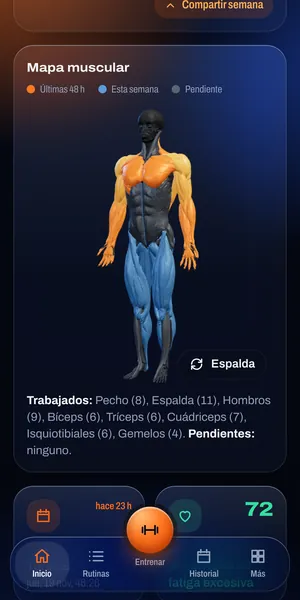 Compartir semana
Mapa muscular
Últimas 48 h
Esta semana
Pendiente
Espalda
Trabajados: Pecho (8), Espalda (11), Hombros
(9), Bíceps (6), Tríceps (6), Cuádriceps (7),
Isquiotibiales (6), Gemelos (4). Pendientes:
ninguno.
hace 23 h
72
Inicio
Rutinas
Entrenar
Historial
Más
fatiga excesiva